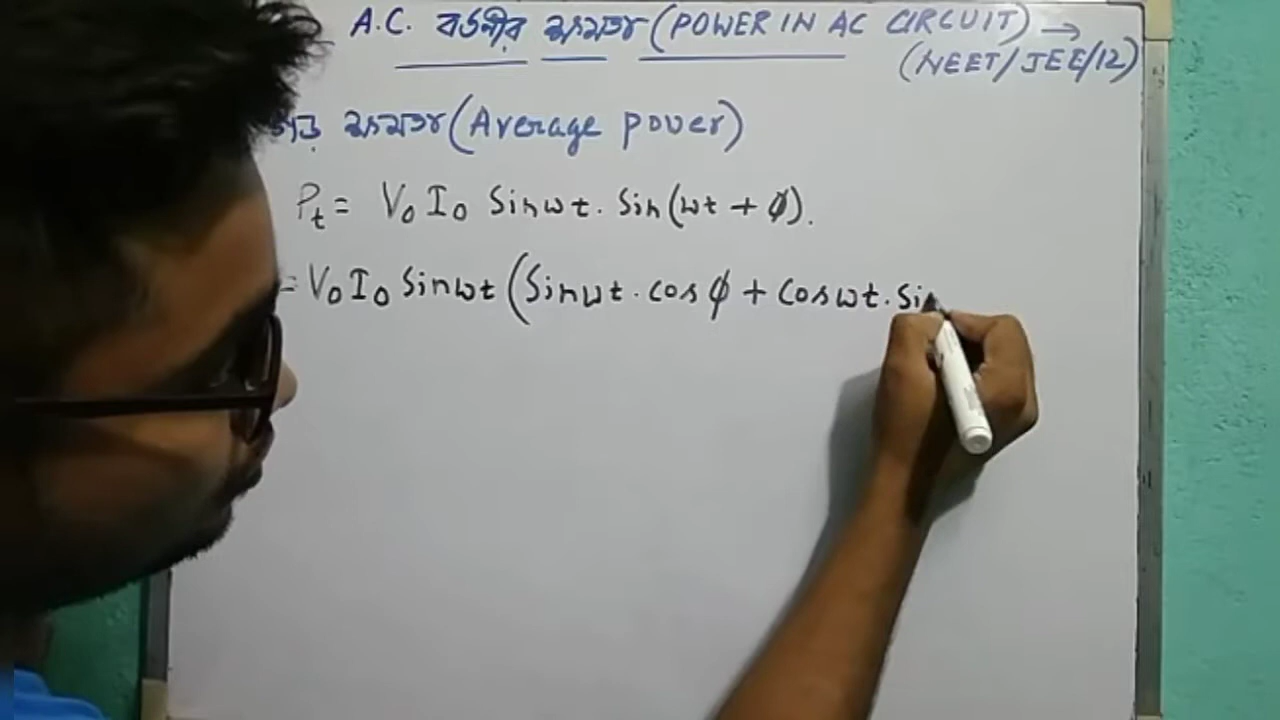 A.C. বর্তনীর ক্ষমতা (POWER IN AC CIRCUIT) →
(NEET/JEE/12)
গড় ক্ষমতা (Average power)
Pt = V0 I0 Sinωt. Sin(ωt + ϕ).
= V0 I0 Sinωt (Sinωt. cosϕ + Cosωt. Si